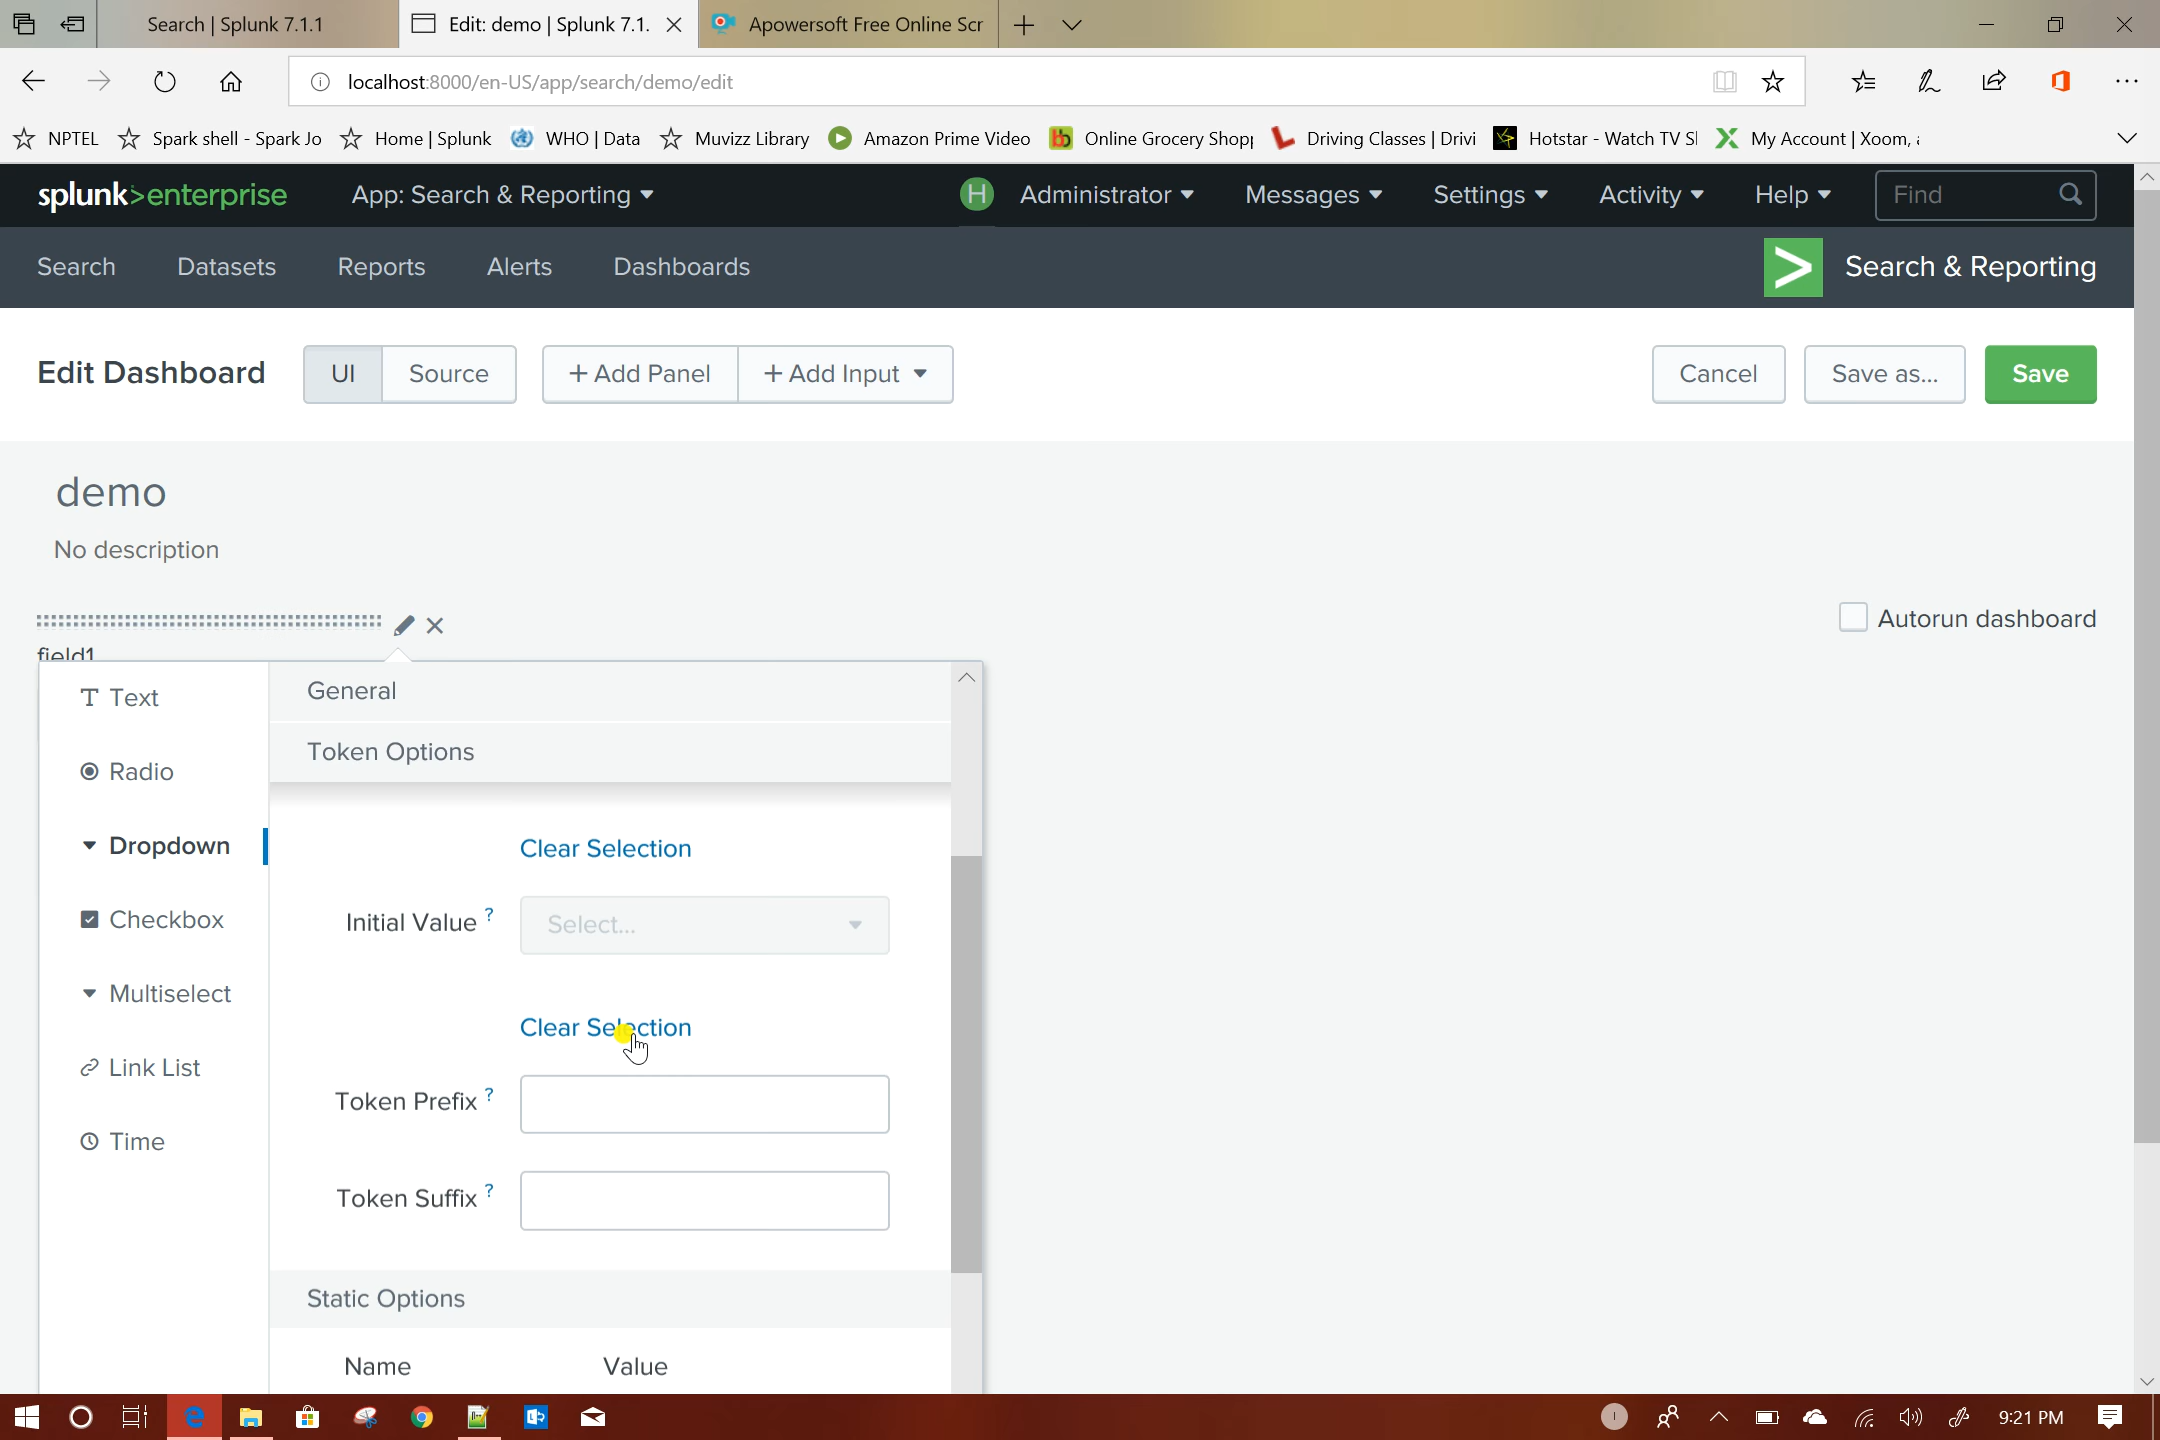 Search | Splunk 7.1.1
Edit: demo | Splunk 7.1.
Apowersoft Free Online Scr
localhost:8000/en-US/app/search/demo/edit
NPTEL
Spark shell - Spark Jo
Home | Splunk
WHO | Data
Muvizz Library
Amazon Prime Video
Online Grocery Shopp
Driving Classes | Drivi
Hotstar - Watch TV Sl
My Account | Xoom, a
splunk>enterprise
App: Search & Reporting
H
Administrator
Messages
Settings
Activity
Help
Find
Search
Datasets
Reports
Alerts
Dashboards
Search & Reporting
Edit Dashboard
UI
Source
+ Add Panel
+ Add Input
Cancel
Save as...
Save
demo
No description
Autorun dashboard
field1
T Text
Radio
Dropdown
Checkbox
Multiselect
Link List
Time
General
Token Options
Clear Selection
Initial Value ?
Select...
Clear Selection
Token Prefix ?
Token Suffix ?
Static Options
Name
Value
9:21 PM